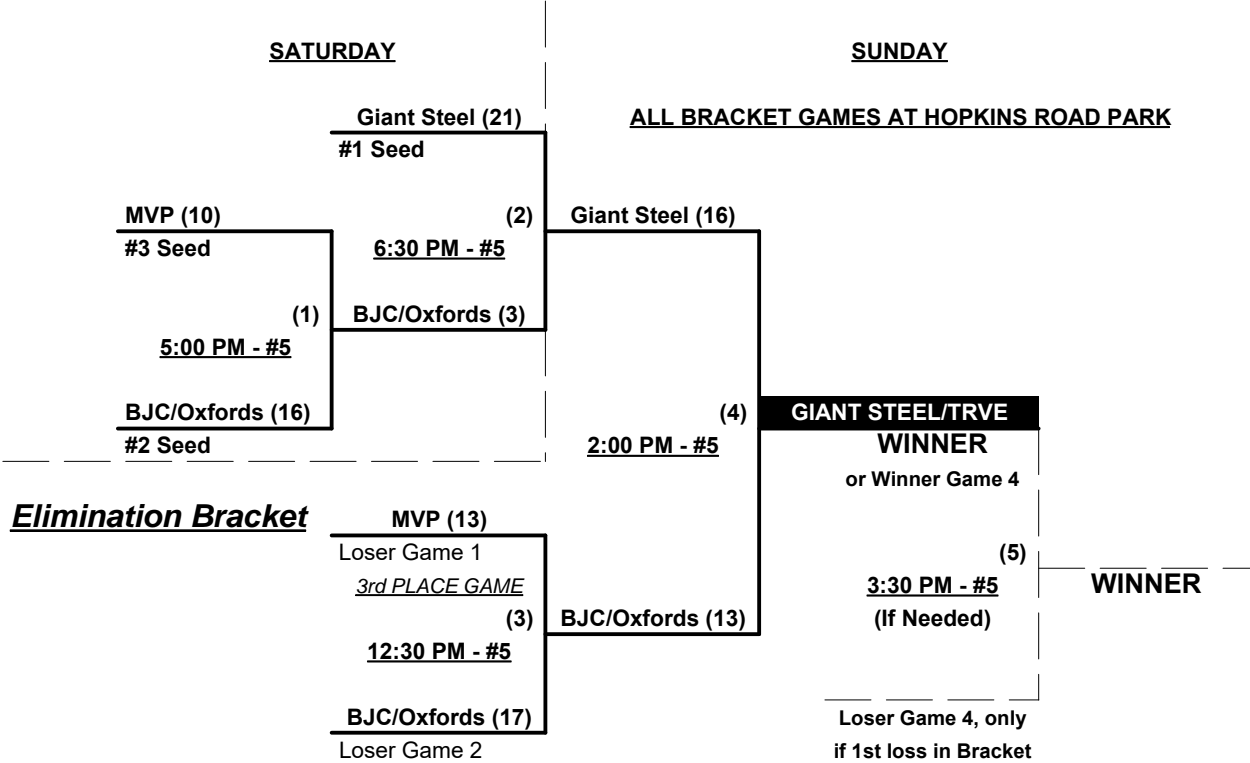 SATURDAY
SUNDAY
Giant Steel (21)
ALL BRACKET GAMES AT HOPKINS ROAD PARK
#1 Seed
MVP (10)
(2)
Giant Steel (16)
#3 Seed
6:30 PM - #5
(1)
BJC/Oxfords (3)
5:00 PM - #5
BJC/Oxfords (16)
(4)
GIANT STEEL/TRVE
#2 Seed
2:00 PM - #5
WINNER
or Winner Game 4
Elimination Bracket
MVP (13)
Loser Game 1
(5)
3rd PLACE GAME
3:30 PM - #5
WINNER
(3)
BJC/Oxfords (13)
(If Needed)
12:30 PM - #5
BJC/Oxfords (17)
Loser Game 4, only
Loser Game 2
if 1st loss in Bracket